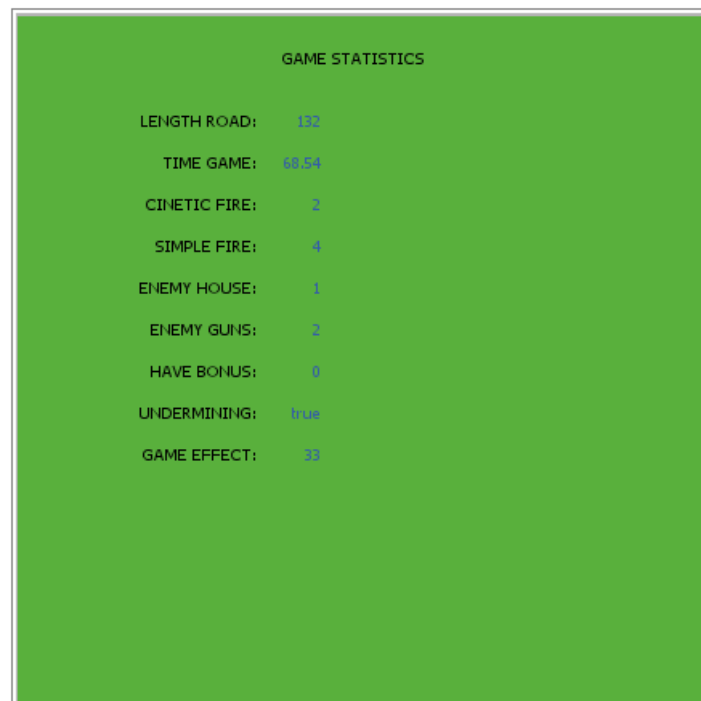 GAME STATISTICS
LENGTH ROAD: 132
TIME GAME: 68.54
CINETIC FIRE: 2
SIMPLE FIRE: 4
ENEMY HOUSE: 1
ENEMY GUNS: 2
HAVE BONUS: 0
UNDERMINING: true
GAME EFFECT: 33